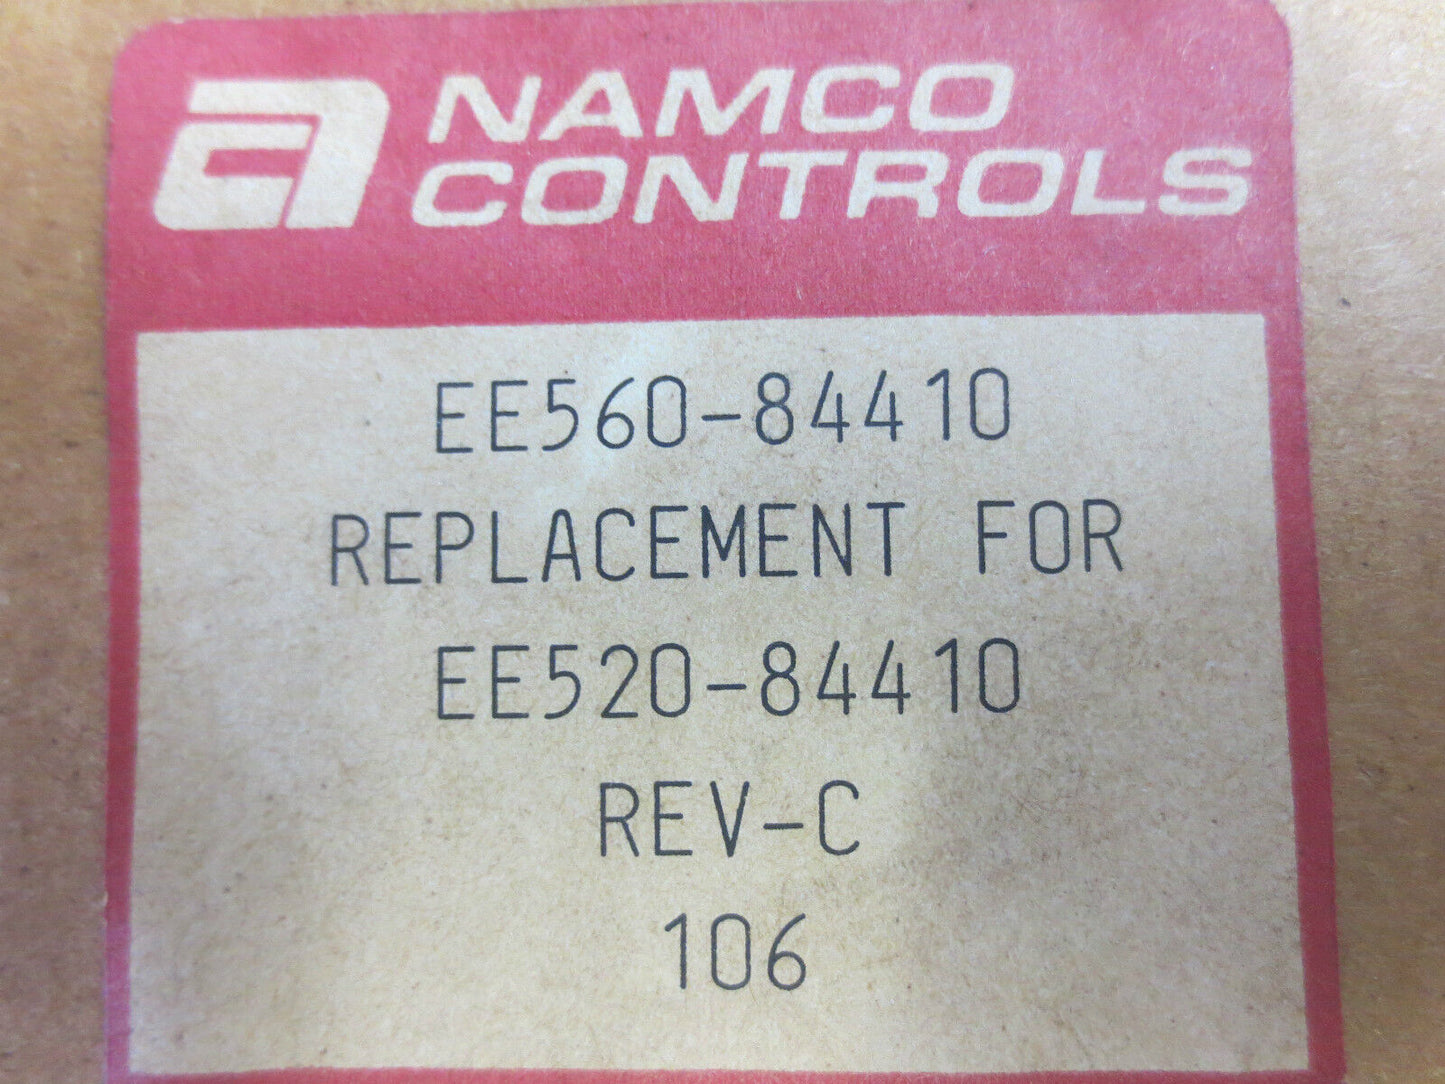 NAMCO
CONTROLS
EE560-84410
REPLACEMENT FOR
EE520-84410
REV-C
106